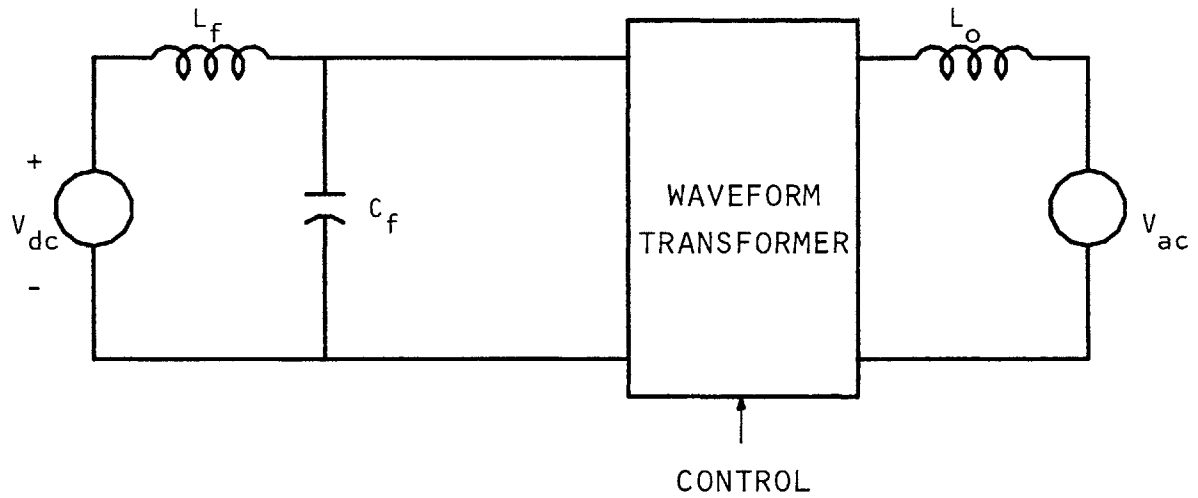 L_f
L_o
+
V_dc
-
C_f
WAVEFORM
TRANSFORMER
V_ac
CONTROL